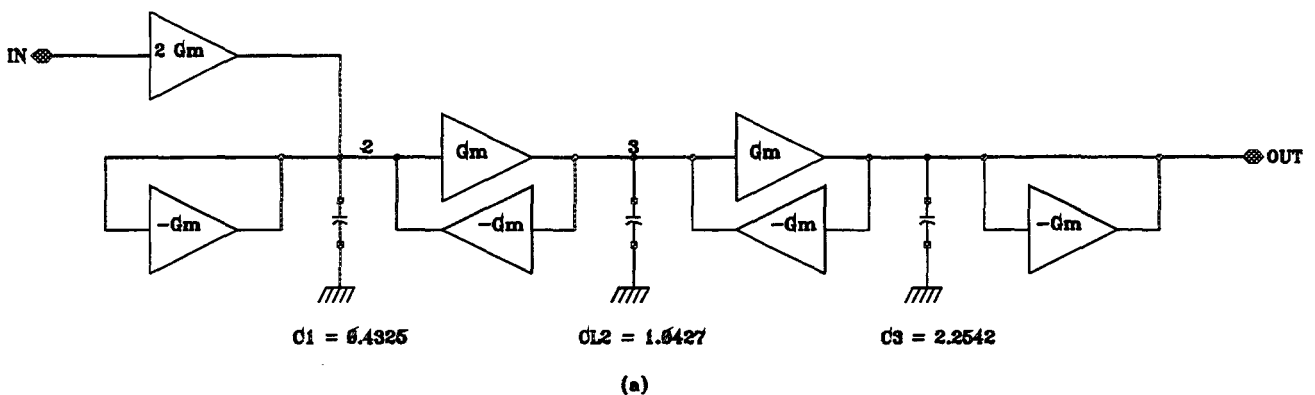 IN
2 Gm
2
Gm
3
Gm
OUT
-Gm
-Gm
-Gm
-Gm
C1 = 0.4325
CL2 = 1.0427
C3 = 2.2542
(a)